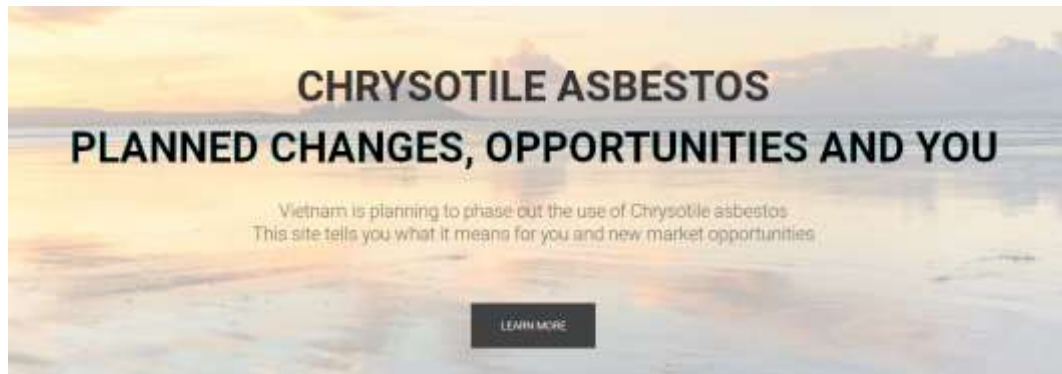 CHRYSOTILE ASBESTOS
PLANNED CHANGES, OPPORTUNITIES AND YOU
Vietnam is planning to phase out the use of Chrysotile asbestos
This site tells you what it means for you and new market opportunities
LEARN MORE